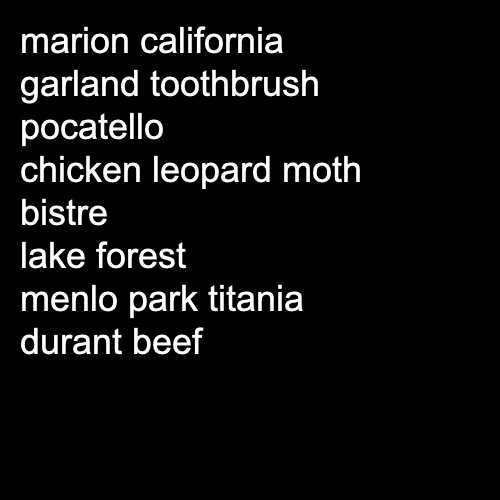 marion california
garland toothbrush
pocatello
chicken leopard moth
bistre
lake forest
menlo park titania
durant beef